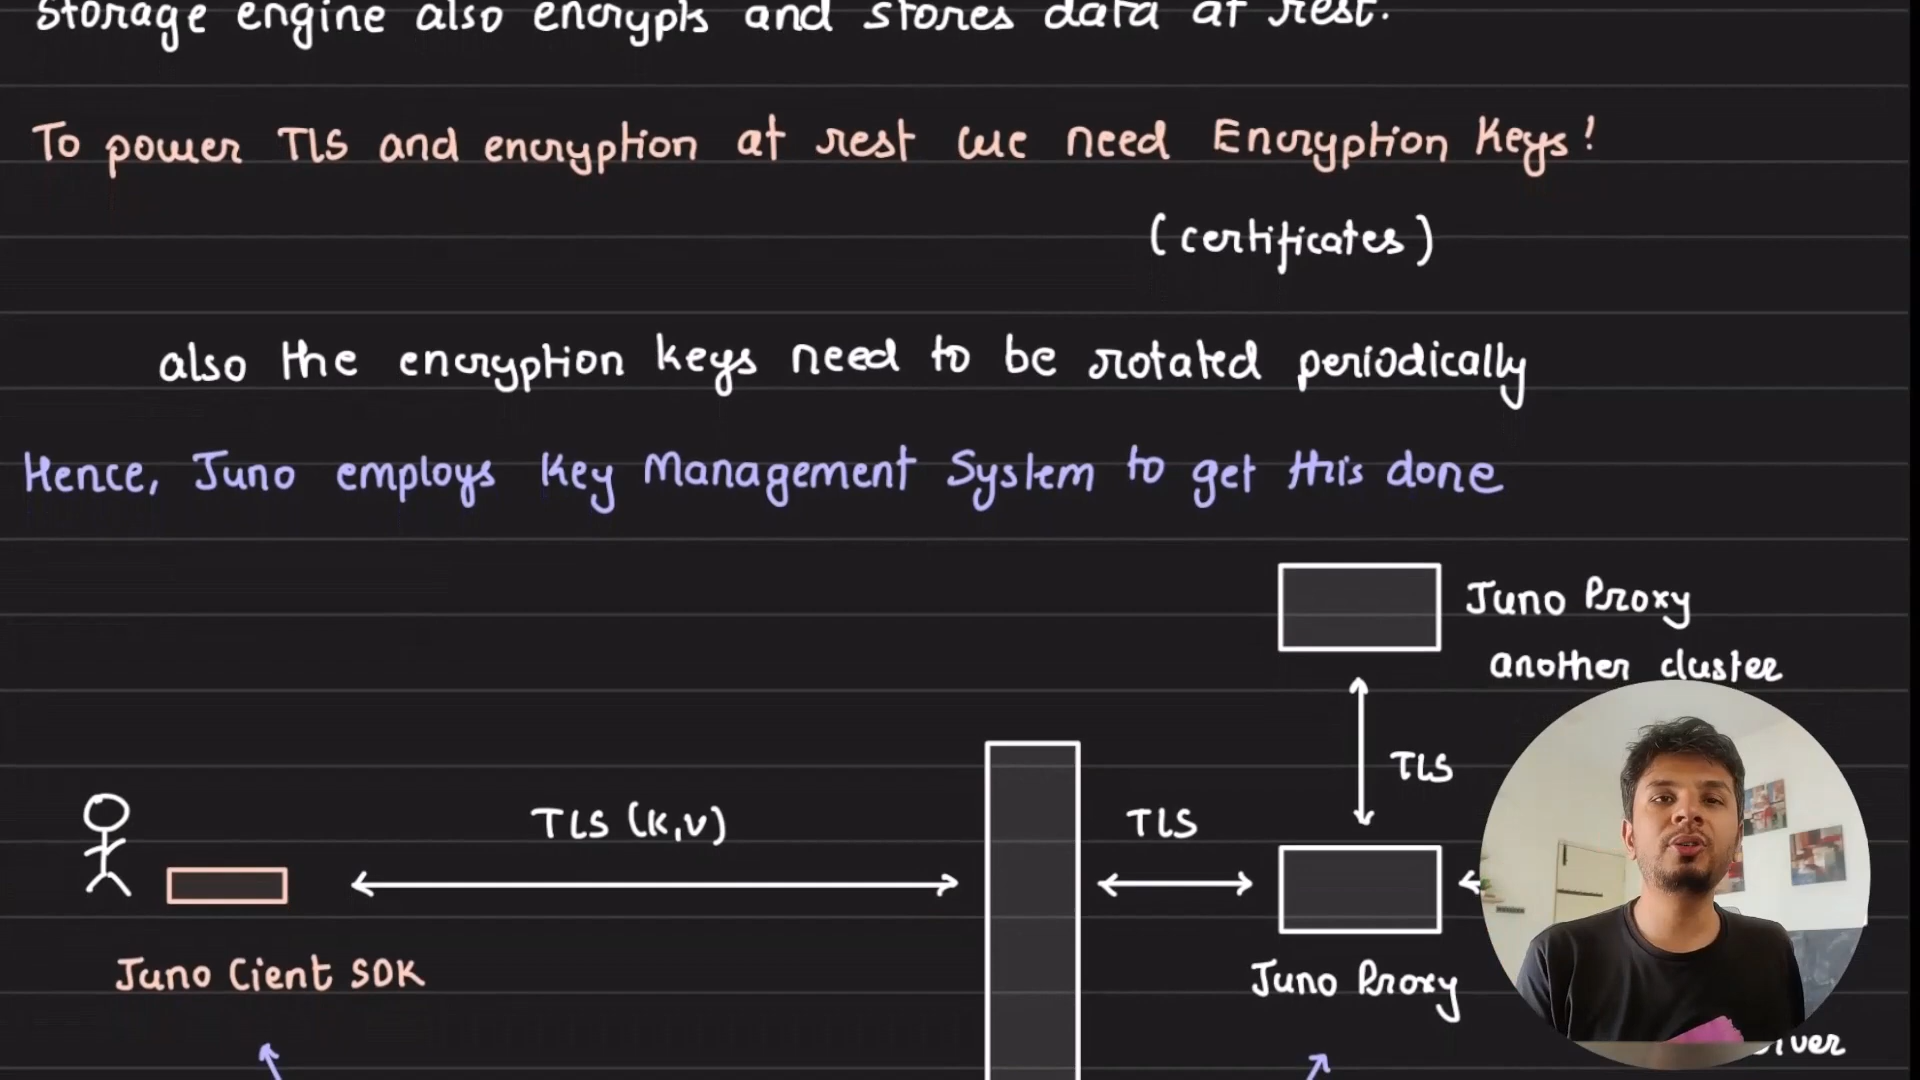 storage engine also encrypts and stores data at rest.
To power TLS and encryption at rest we need Encryption Keys!
(certificates)
also the encryption keys need to be rotated periodically
Hence, Juno employs Key Management System to get this done
Juno Proxy
another cluster
TLS
TLS (K,V)
TLS
Juno Cient SDK
Juno Proxy